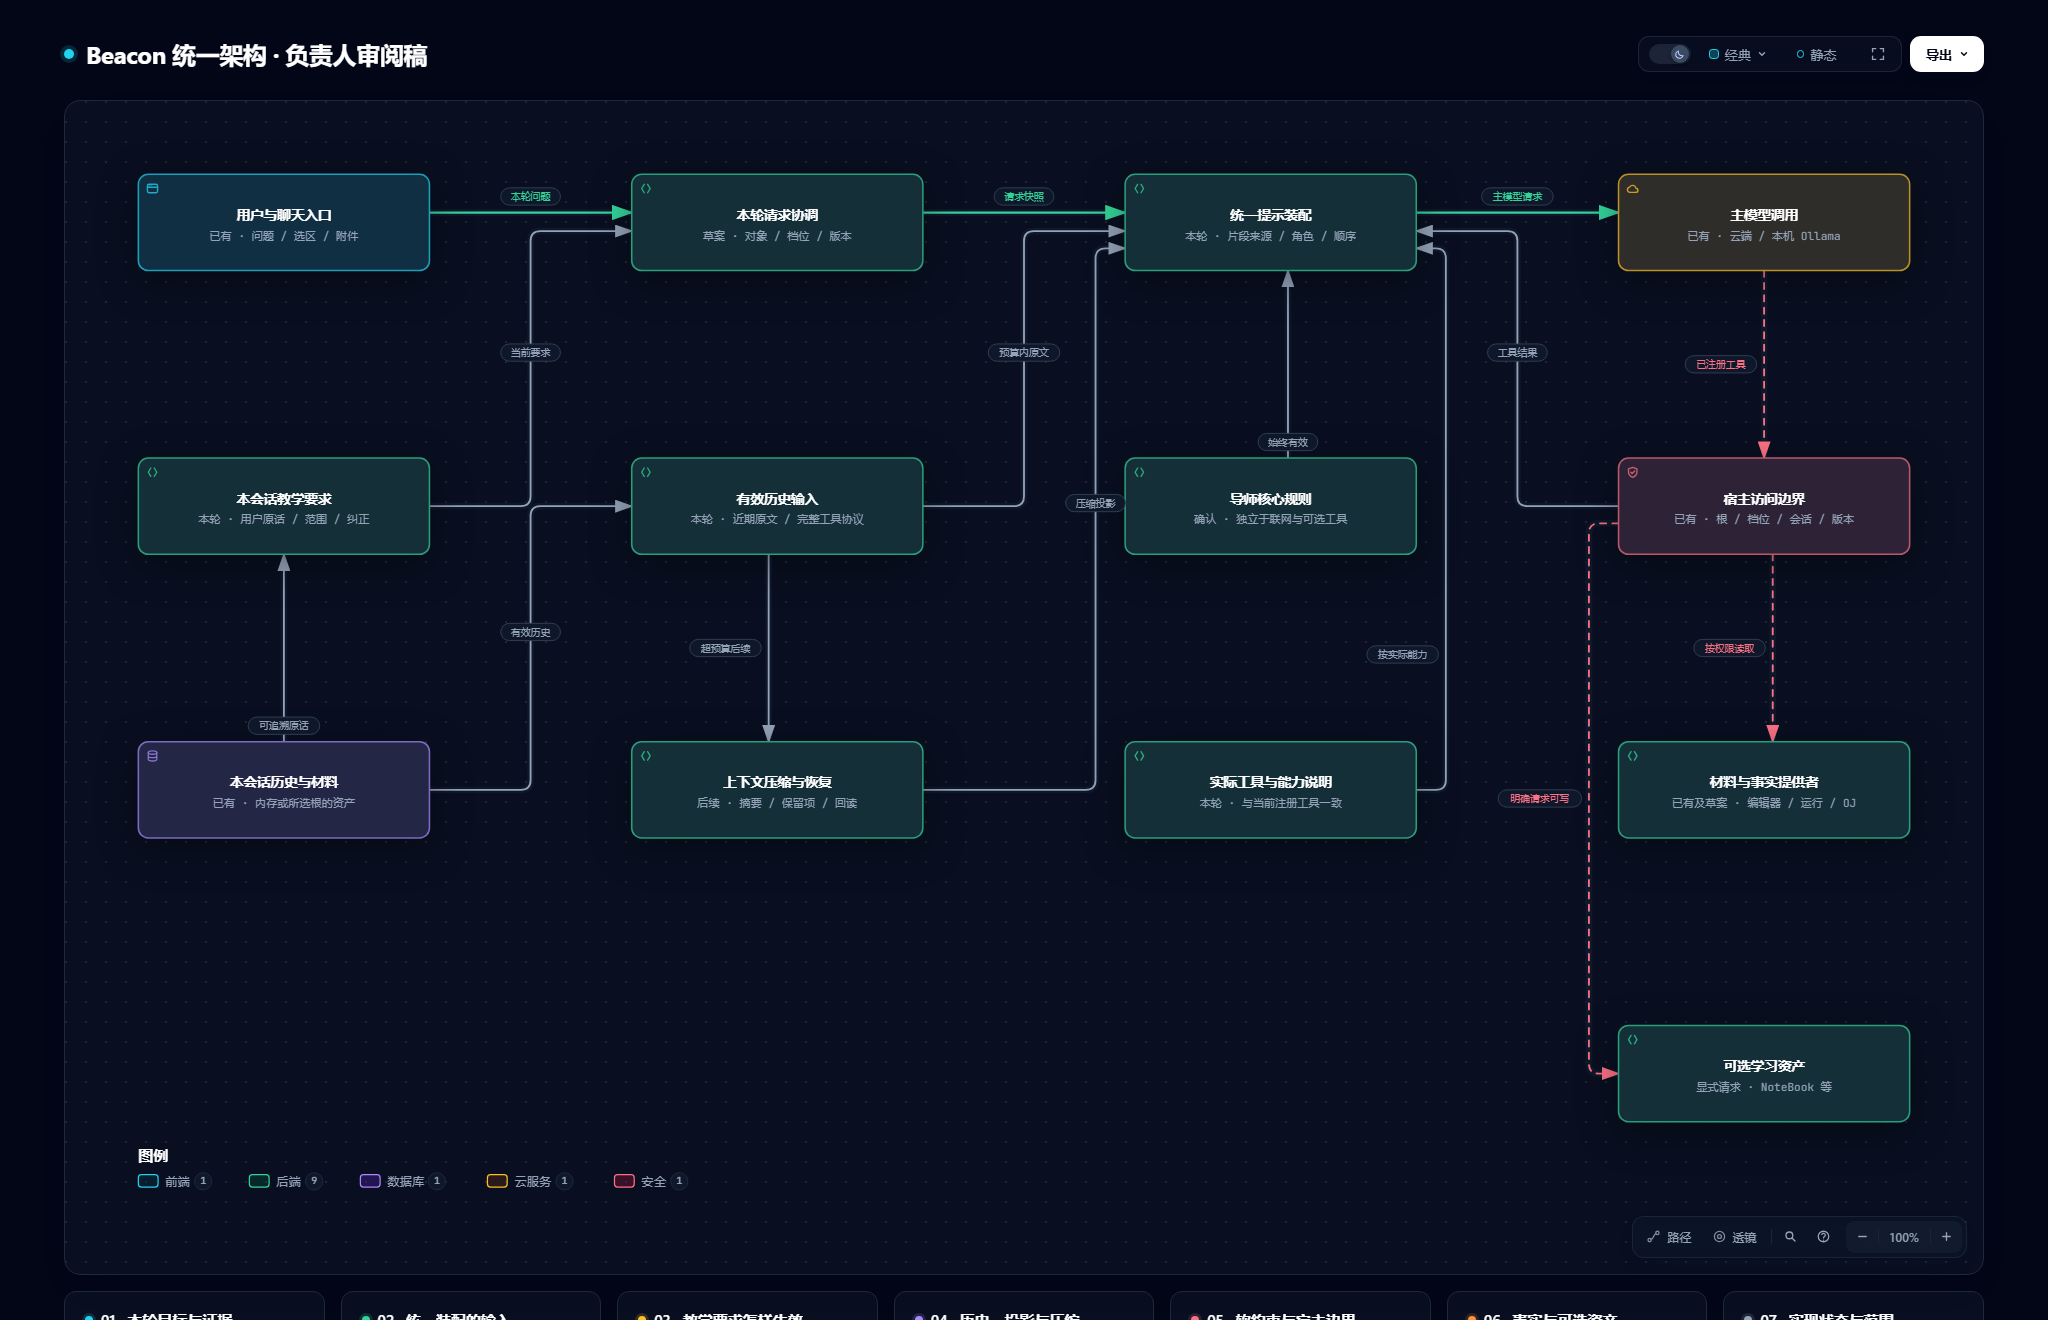 Beacon 统一架构 · 负责人审阅稿
经典
静态
导出
用户与聊天入口
已有 · 问题 / 选区 / 附件
本轮问题
本轮请求协调
草案 · 对象 / 档位 / 版本
请求快照
统一提示装配
本轮 · 片段来源 / 角色 / 顺序
主模型请求
主模型调用
已有 · 云端 / 本机 Ollama
当前要求
预算内原文
工具结果
已注册工具
始终有效
本会话教学要求
本轮 · 用户原话 / 范围 / 纠正
有效历史输入
本轮 · 近期原文 / 完整工具协议
压缩投影
导师核心规则
确认 · 独立于联网与可选工具
宿主访问边界
已有 · 根 / 档位 / 会话 / 版本
有效历史
超预算后续
按实际能力
按权限读取
可追溯原话
本会话历史与材料
已有 · 内存或所选根的资产
上下文压缩与恢复
后续 · 摘要 / 保留项 / 回读
实际工具与能力说明
本轮 · 与当前注册工具一致
明确请求可写
材料与事实提供者
已有及草案 · 编辑器 / 运行 / OJ
可选学习资产
显式请求 · NoteBook 等
图例
前端 1
后端 9
数据库 1
云服务 1
安全 1
路径
透镜
100%